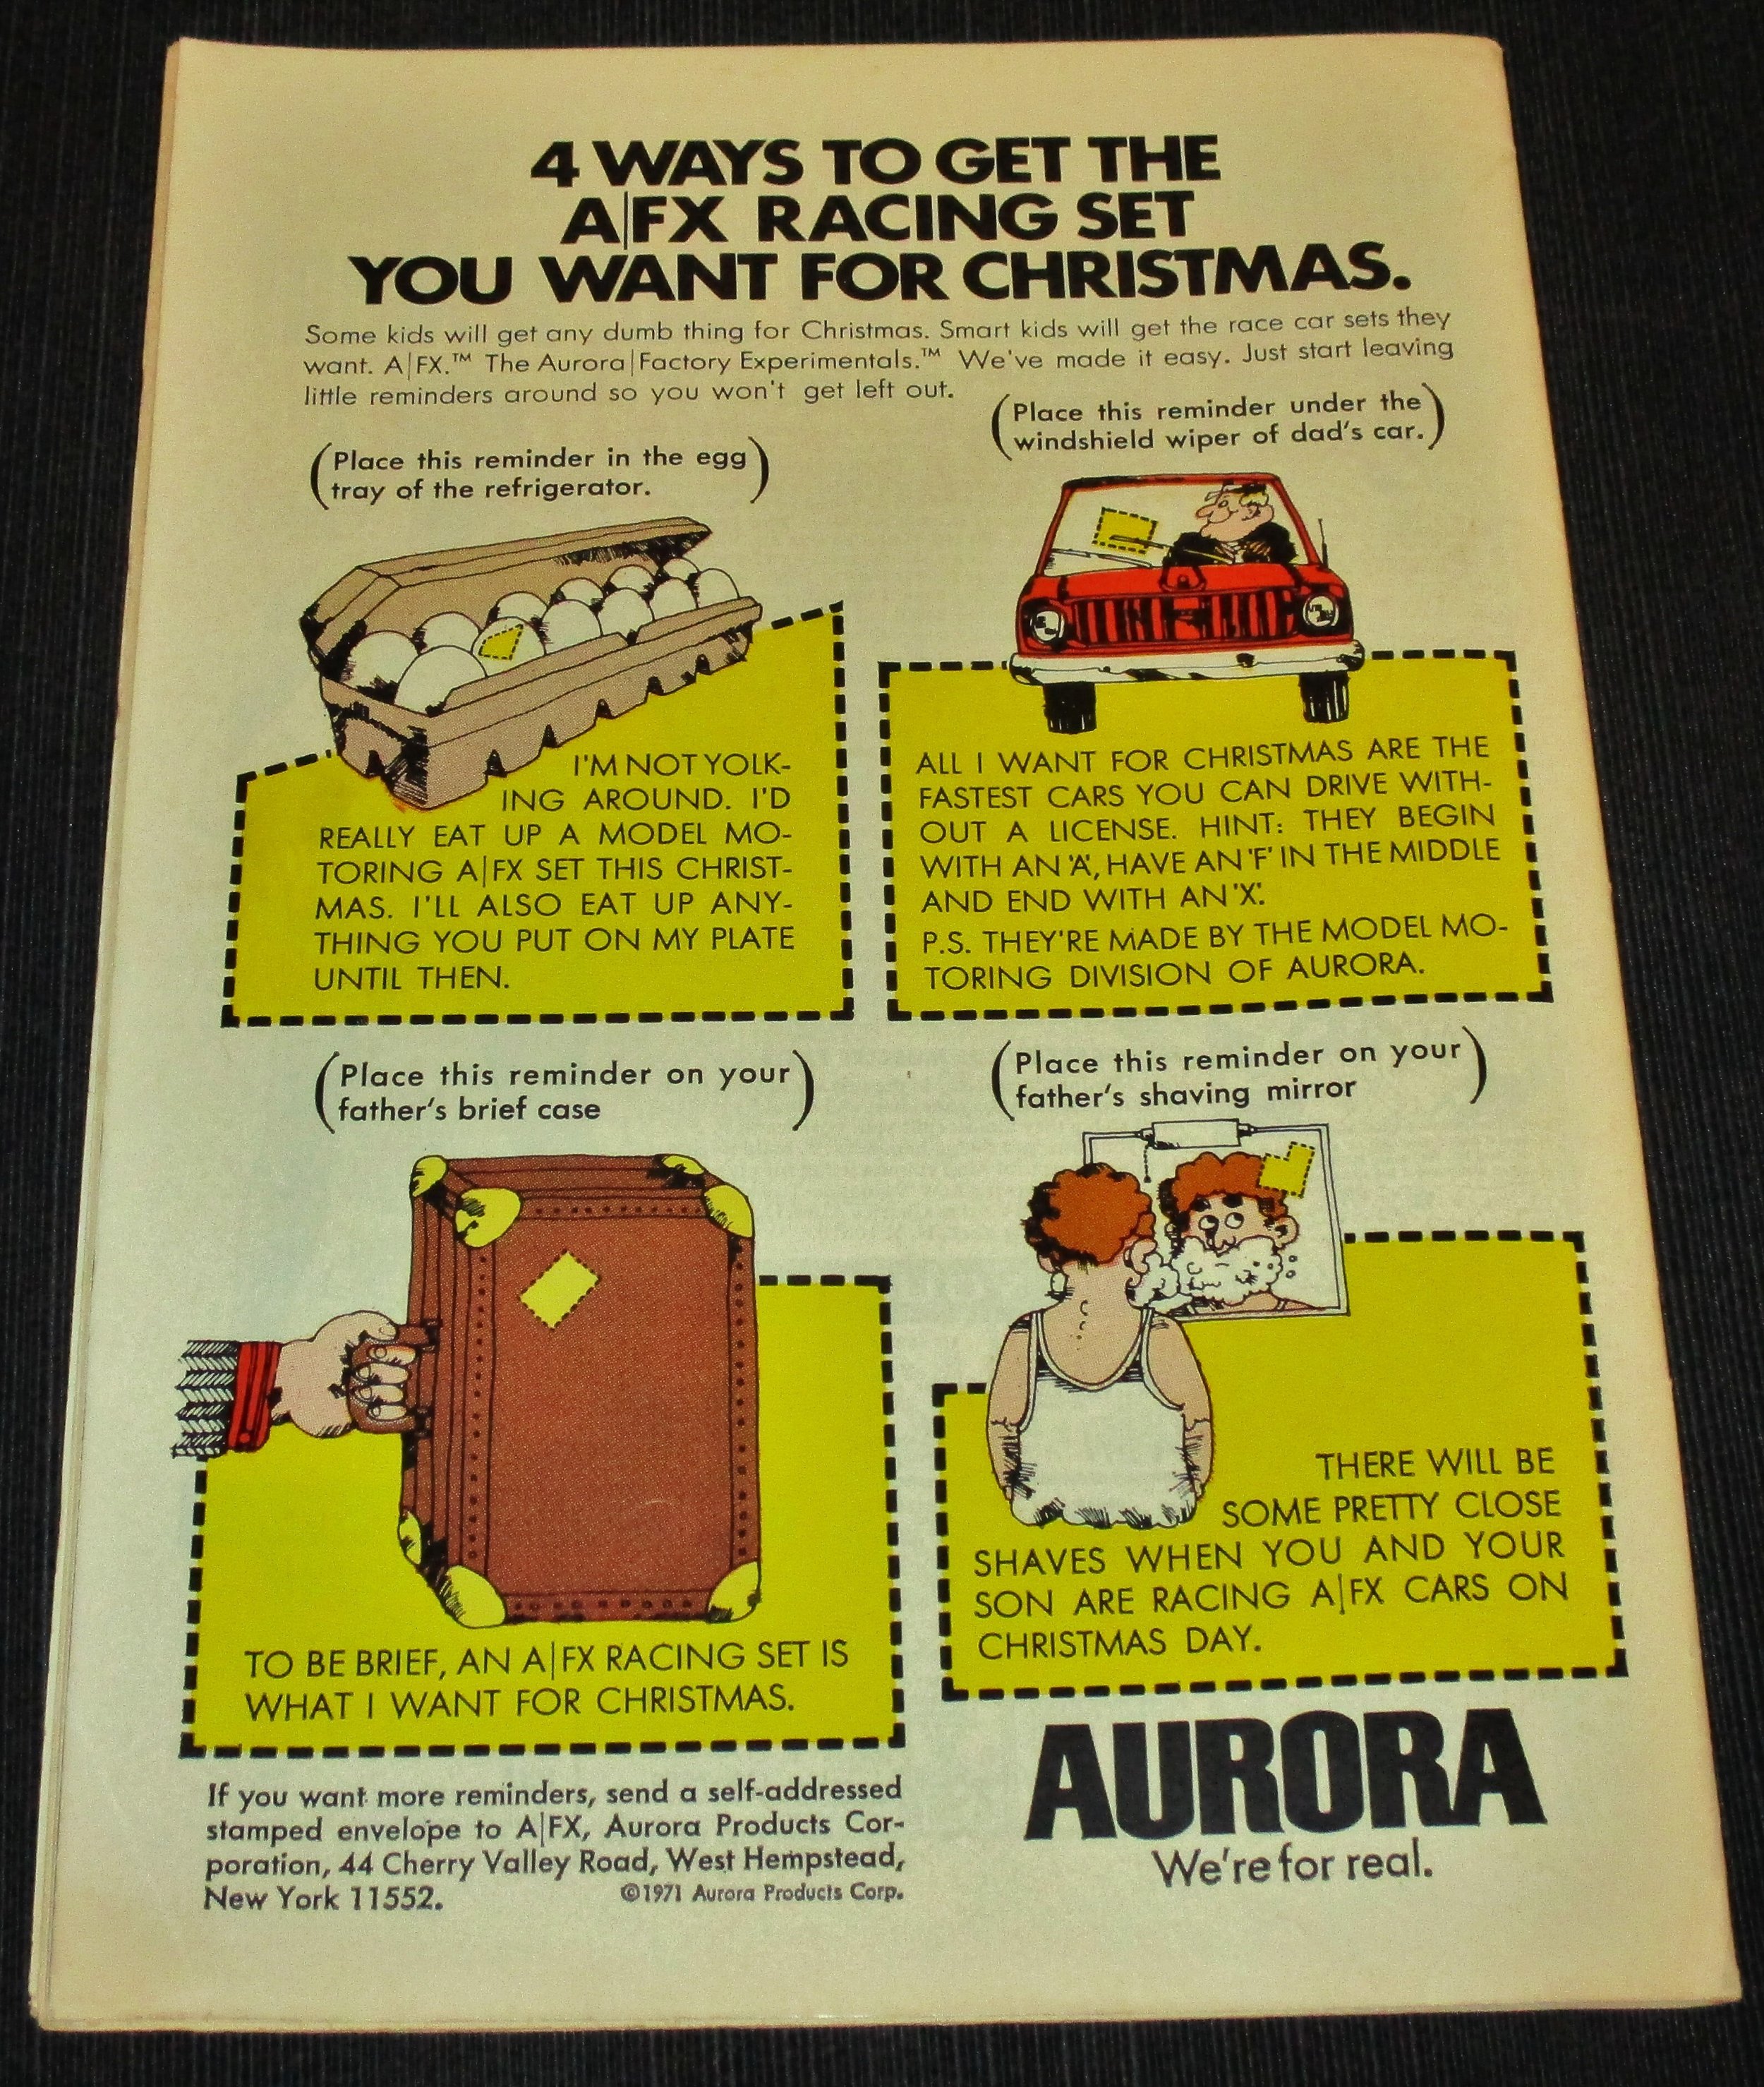 4 WAYS TO GET THE
A|FX RACING SET
YOU WANT FOR CHRISTMAS.
Some kids will get any dumb thing for Christmas. Smart kids will get the race car sets they
want. A|FX.™ The Aurora|Factory Experimentals.™ We've made it easy. Just start leaving
little reminders around so you won't get left out.
(Place this reminder in the egg
tray of the refrigerator.)
I'M NOT YOLK-
ING AROUND. I'D
REALLY EAT UP A MODEL MO-
TORING A|FX SET THIS CHRIST-
MAS. I'LL ALSO EAT UP ANY-
THING YOU PUT ON MY PLATE
UNTIL THEN.
(Place this reminder under the
windshield wiper of dad's car.)
ALL I WANT FOR CHRISTMAS ARE THE
FASTEST CARS YOU CAN DRIVE WITH-
OUT A LICENSE. HINT: THEY BEGIN
WITH AN 'A', HAVE AN 'F' IN THE MIDDLE
AND END WITH AN 'X'.
P.S. THEY'RE MADE BY THE MODEL MO-
TORING DIVISION OF AURORA.
(Place this reminder on your
father's brief case)
TO BE BRIEF, AN A|FX RACING SET IS
WHAT I WANT FOR CHRISTMAS.
(Place this reminder on your
father's shaving mirror)
THERE WILL BE
SOME PRETTY CLOSE
SHAVES WHEN YOU AND YOUR
SON ARE RACING A|FX CARS ON
CHRISTMAS DAY.
If you want more reminders, send a self-addressed
stamped envelope to A|FX, Aurora Products Cor-
poration, 44 Cherry Valley Road, West Hempstead,
New York 11552.
©1971 Aurora Products Corp.
AURORA
We're for real.